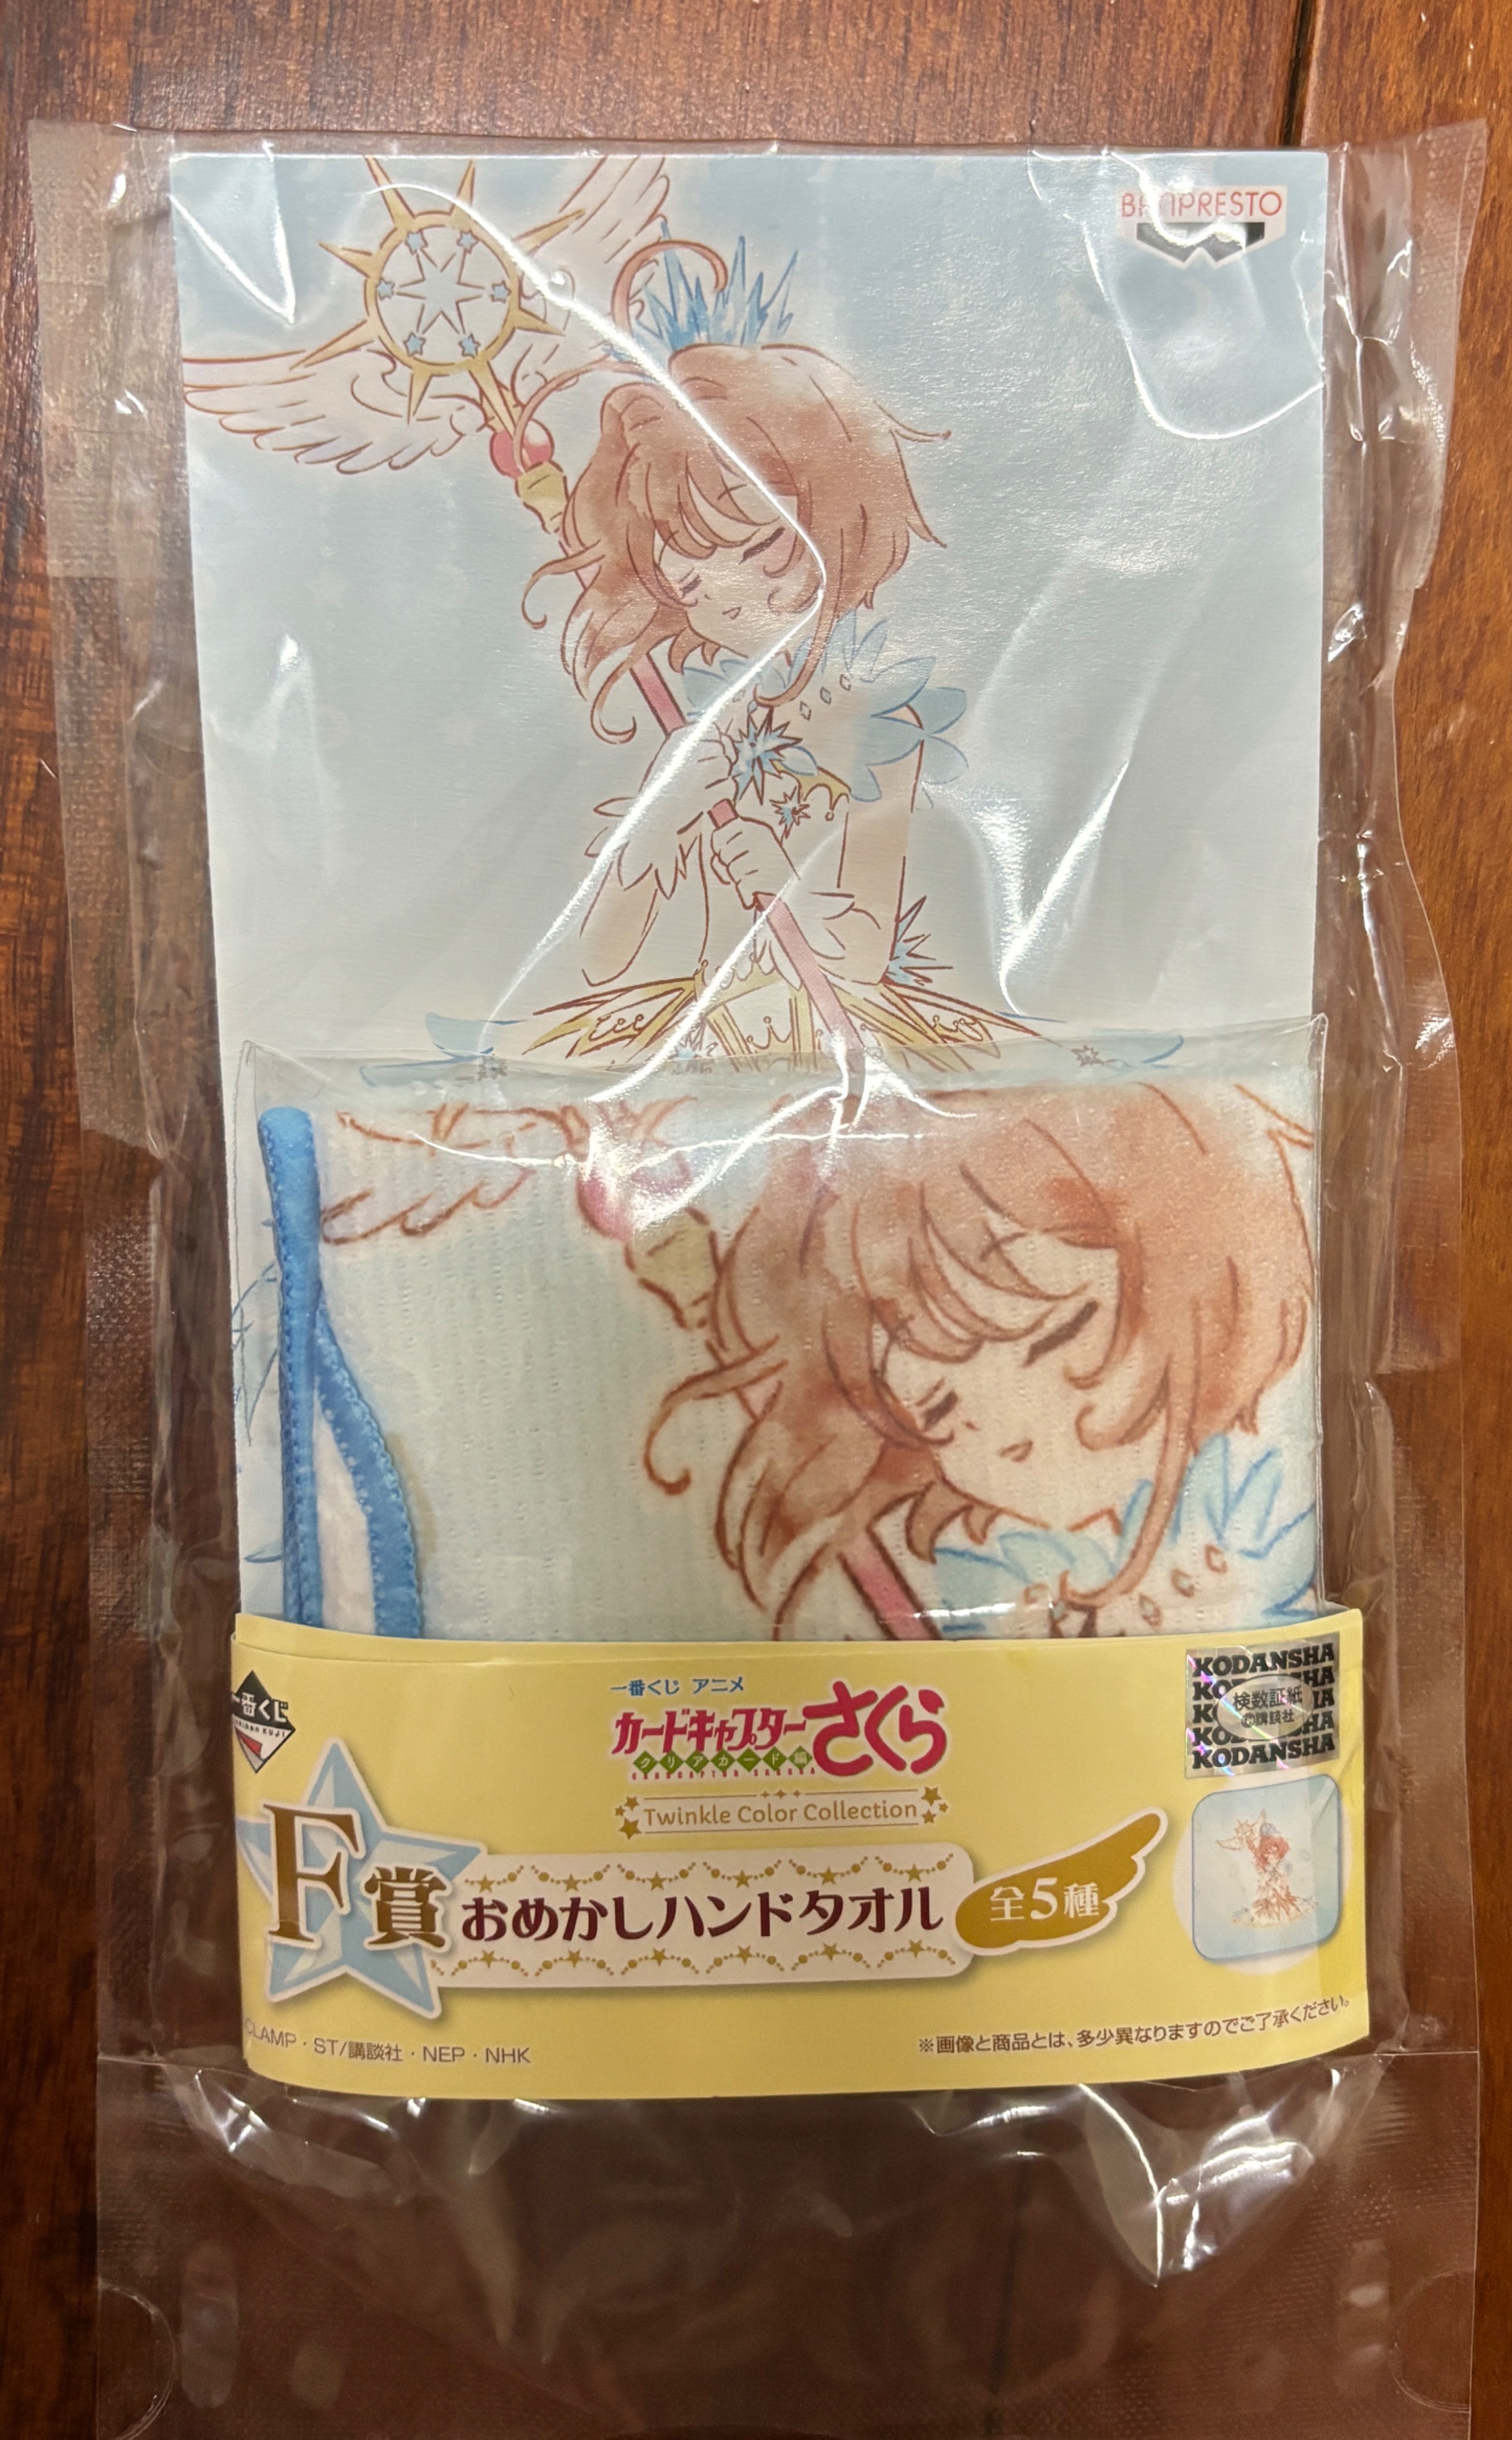 BANPRESTO
一番くじ アニメ
カードキャプターさくら
クリアカード編
CARDCAPTOR SAKURA
Twinkle Color Collection
一番くじ
F賞
おめかしハンドタオル
全5種
KODANSHA
検数証紙
©講談社
KODANSHA
KODANSHA
CLAMP・ST/講談社・NEP・NHK
※画像と商品とは、多少異なりますのでご了承ください。